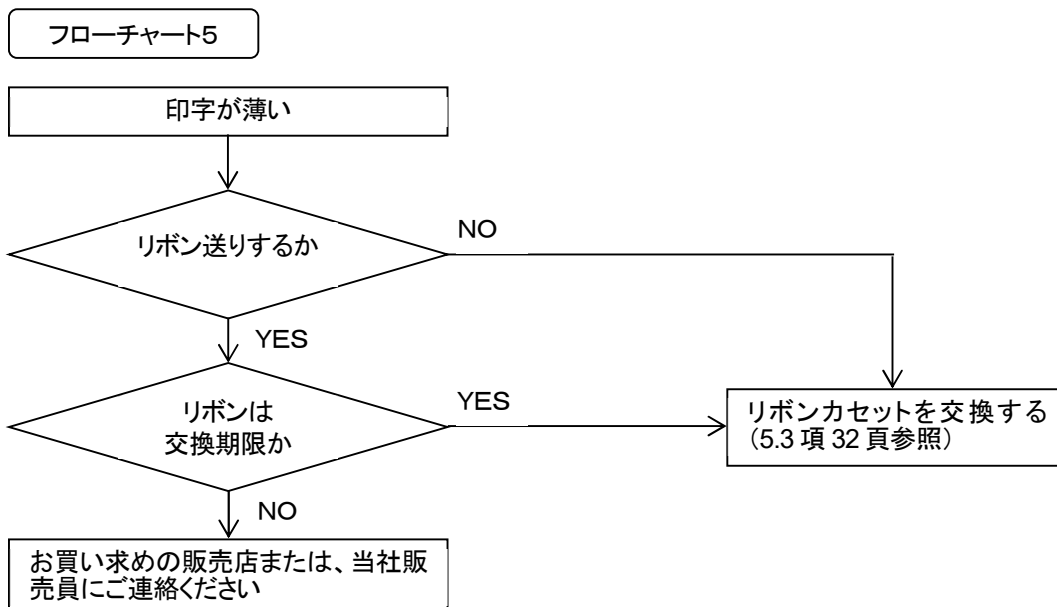 フローチャート5
印字が薄い
リボン送りするか
NO
YES
リボンは
交換期限か
YES
リボンカセットを交換する
(5.3 項 32 頁参照)
NO
お買い求めの販売店または、当社販
売員にご連絡ください